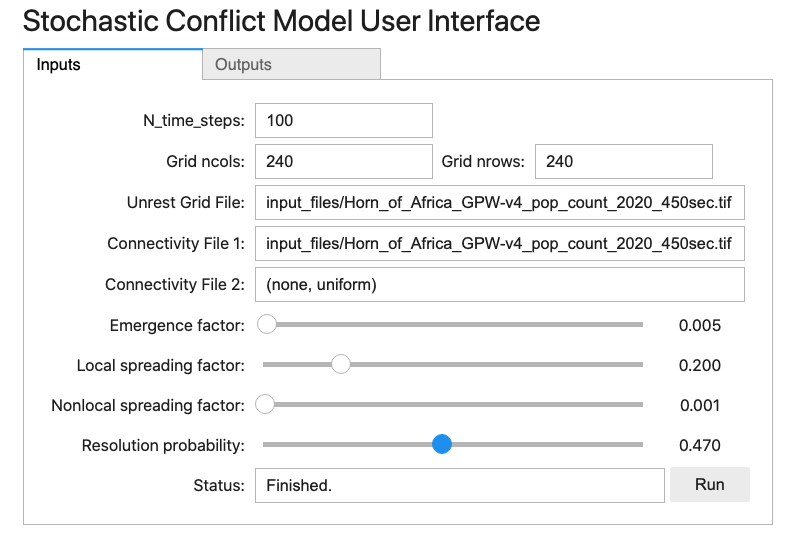 Stochastic Conflict Model User Interface
Inputs Outputs
N_time_steps: 100
Grid ncols: 240 Grid nrows: 240
Unrest Grid File: input_files/Horn_of_Africa_GPW-v4_pop_count_2020_450sec.tif
Connectivity File 1: input_files/Horn_of_Africa_GPW-v4_pop_count_2020_450sec.tif
Connectivity File 2: (none, uniform)
Emergence factor: 0.005
Local spreading factor: 0.200
Nonlocal spreading factor: 0.001
Resolution probability: 0.470
Status: Finished. Run